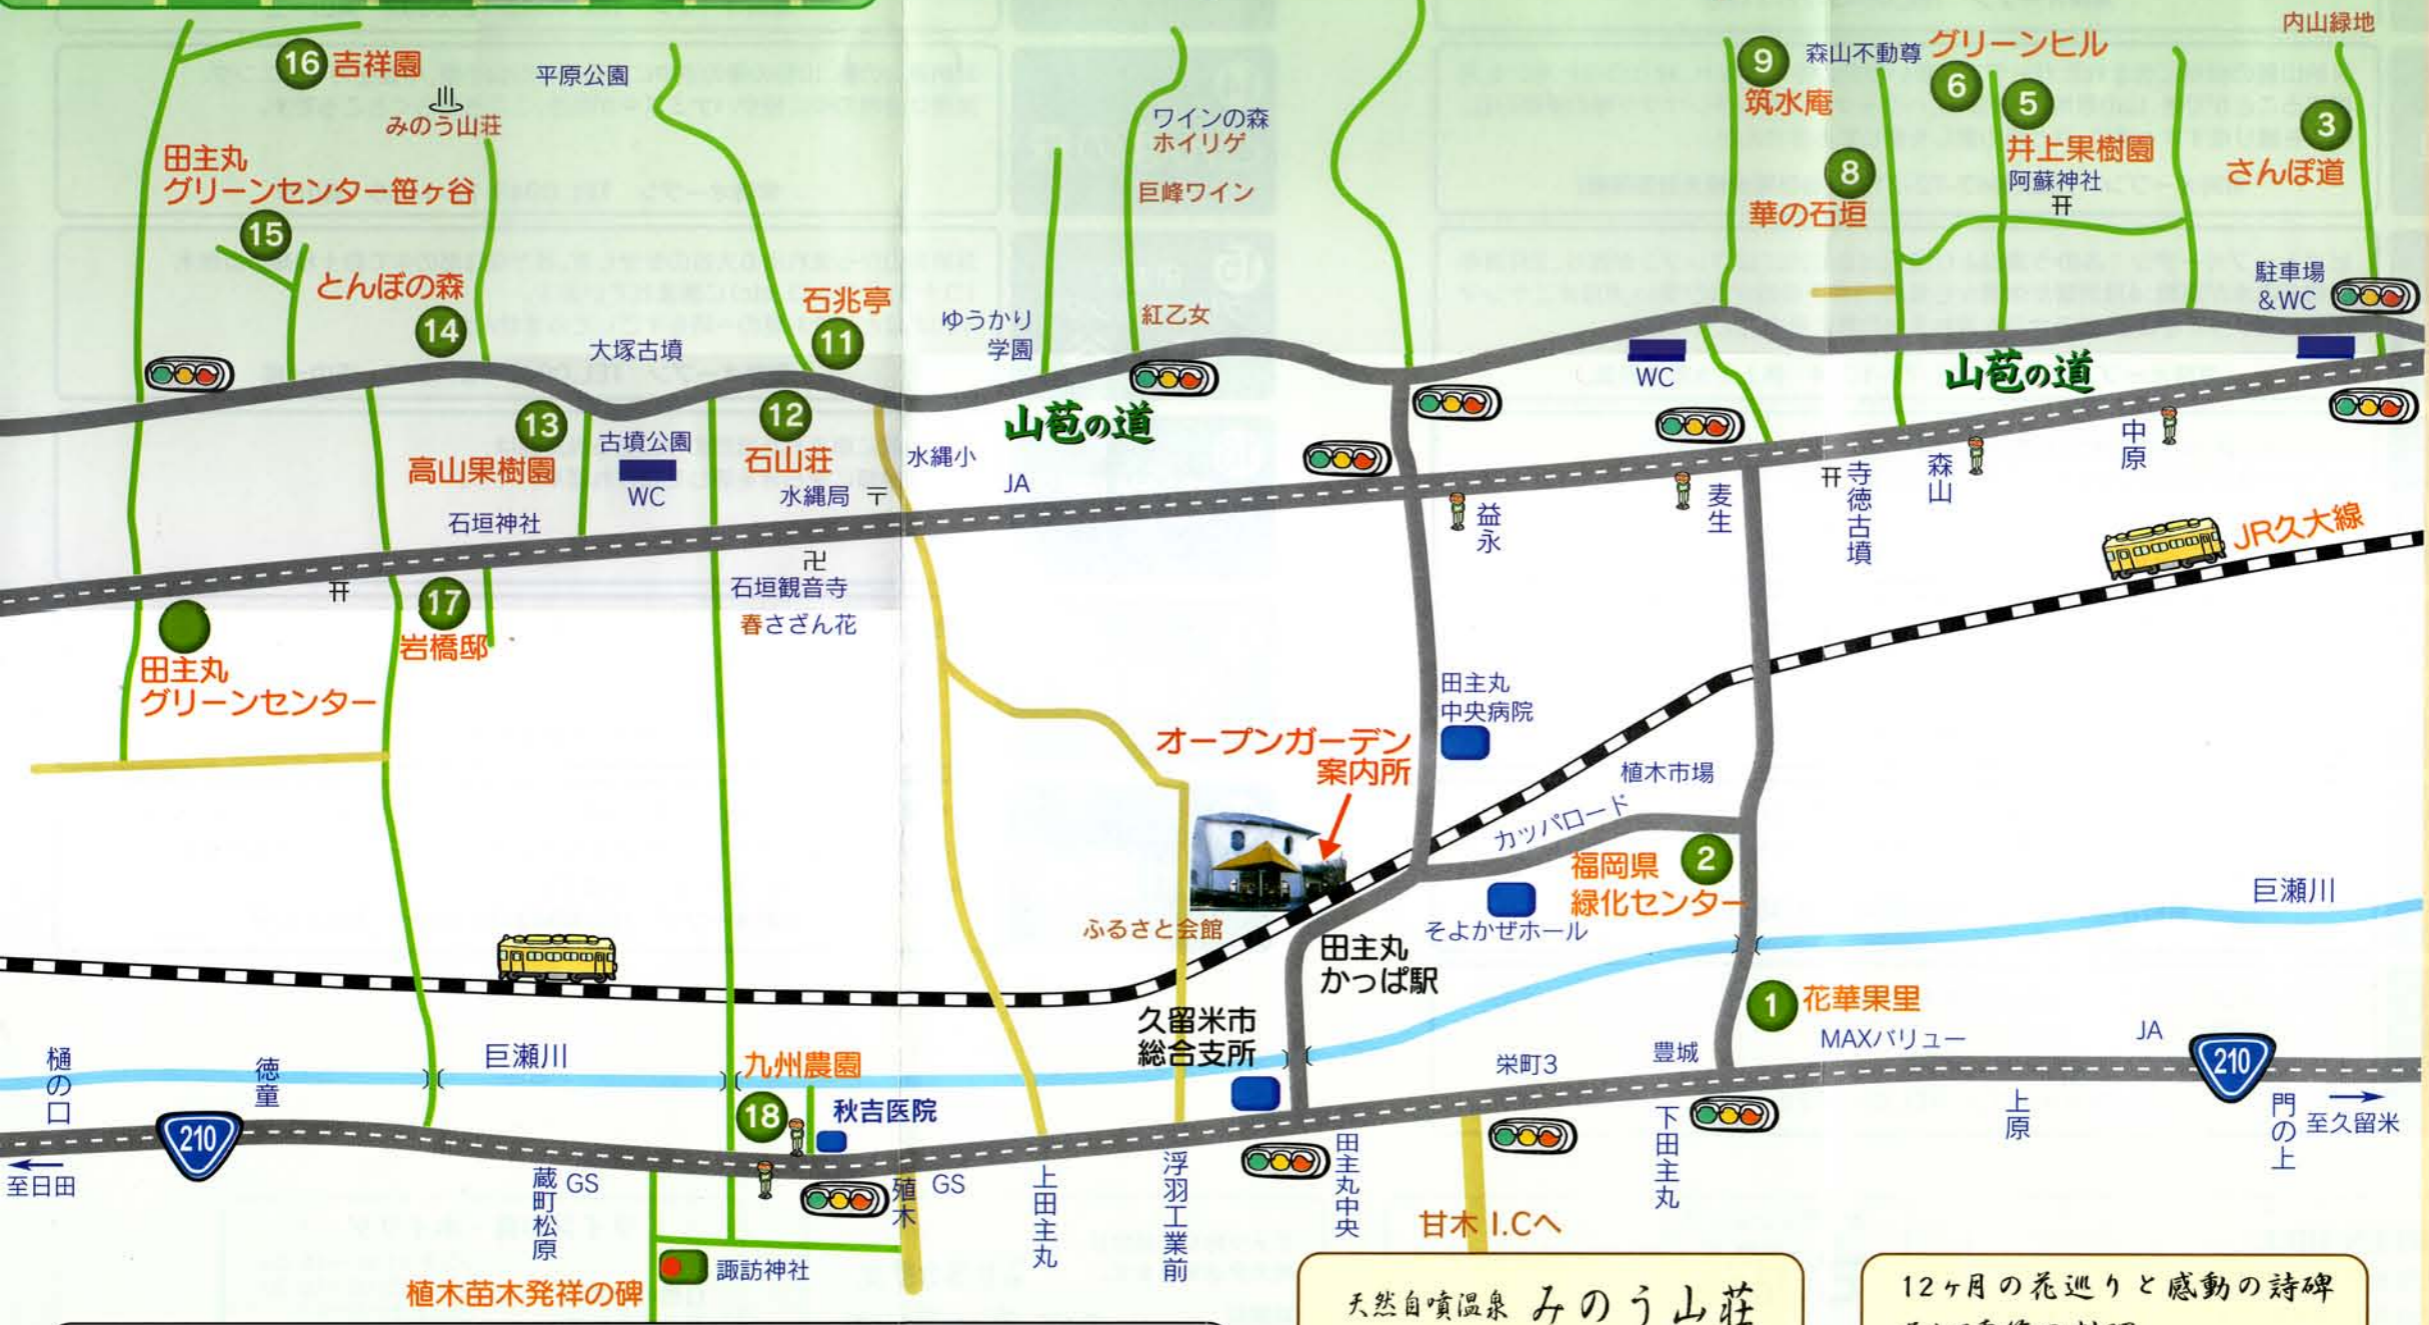 内山緑地
16 吉祥園
平原公園
みのう山荘
ワインの森
ホイリゲ
巨峰ワイン
9 森山不動尊
筑水庵
グリーンヒル
6
5
3
8
井上果樹園
阿蘇神社
さんぽ道
華の石垣
田主丸
グリーンセンター笹ヶ谷
15
とんぼの森
14
石兆亭
11
大塚古墳
ゆうかり
学園
紅乙女
駐車場
&WC
WC
山苞の道
山苞の道
13
高山果樹園
古墳公園
WC
12
石山荘
水縄局 〒
水縄小
JA
石垣神社
益永
麦生
寺徳古墳
森山
中原
JR久大線
卍
石垣観音寺
春さざん花
17
岩橋邸
田主丸
グリーンセンター
田主丸
中央病院
オープンガーデン
案内所
植木市場
カッパロード
福岡県
緑化センター
2
そよかぜホール
ふるさと会館
田主丸
かっぱ駅
巨瀬川
1 花華果里
MAXバリュー
JA
久留米市
総合支所
栄町3
豊城
210
樋の口
徳童
巨瀬川
九州農園
18
秋吉医院
210
至日田
蔵町松原
GS
殖木
GS
上田主丸
浮羽工業前
田主丸中央
下田主丸
上原
門の上
至久留米
甘木 I.Cへ
植木苗木発祥の碑
諏訪神社
天然自噴温泉 みのう山荘
12ヶ月の花巡りと感動の詩碑